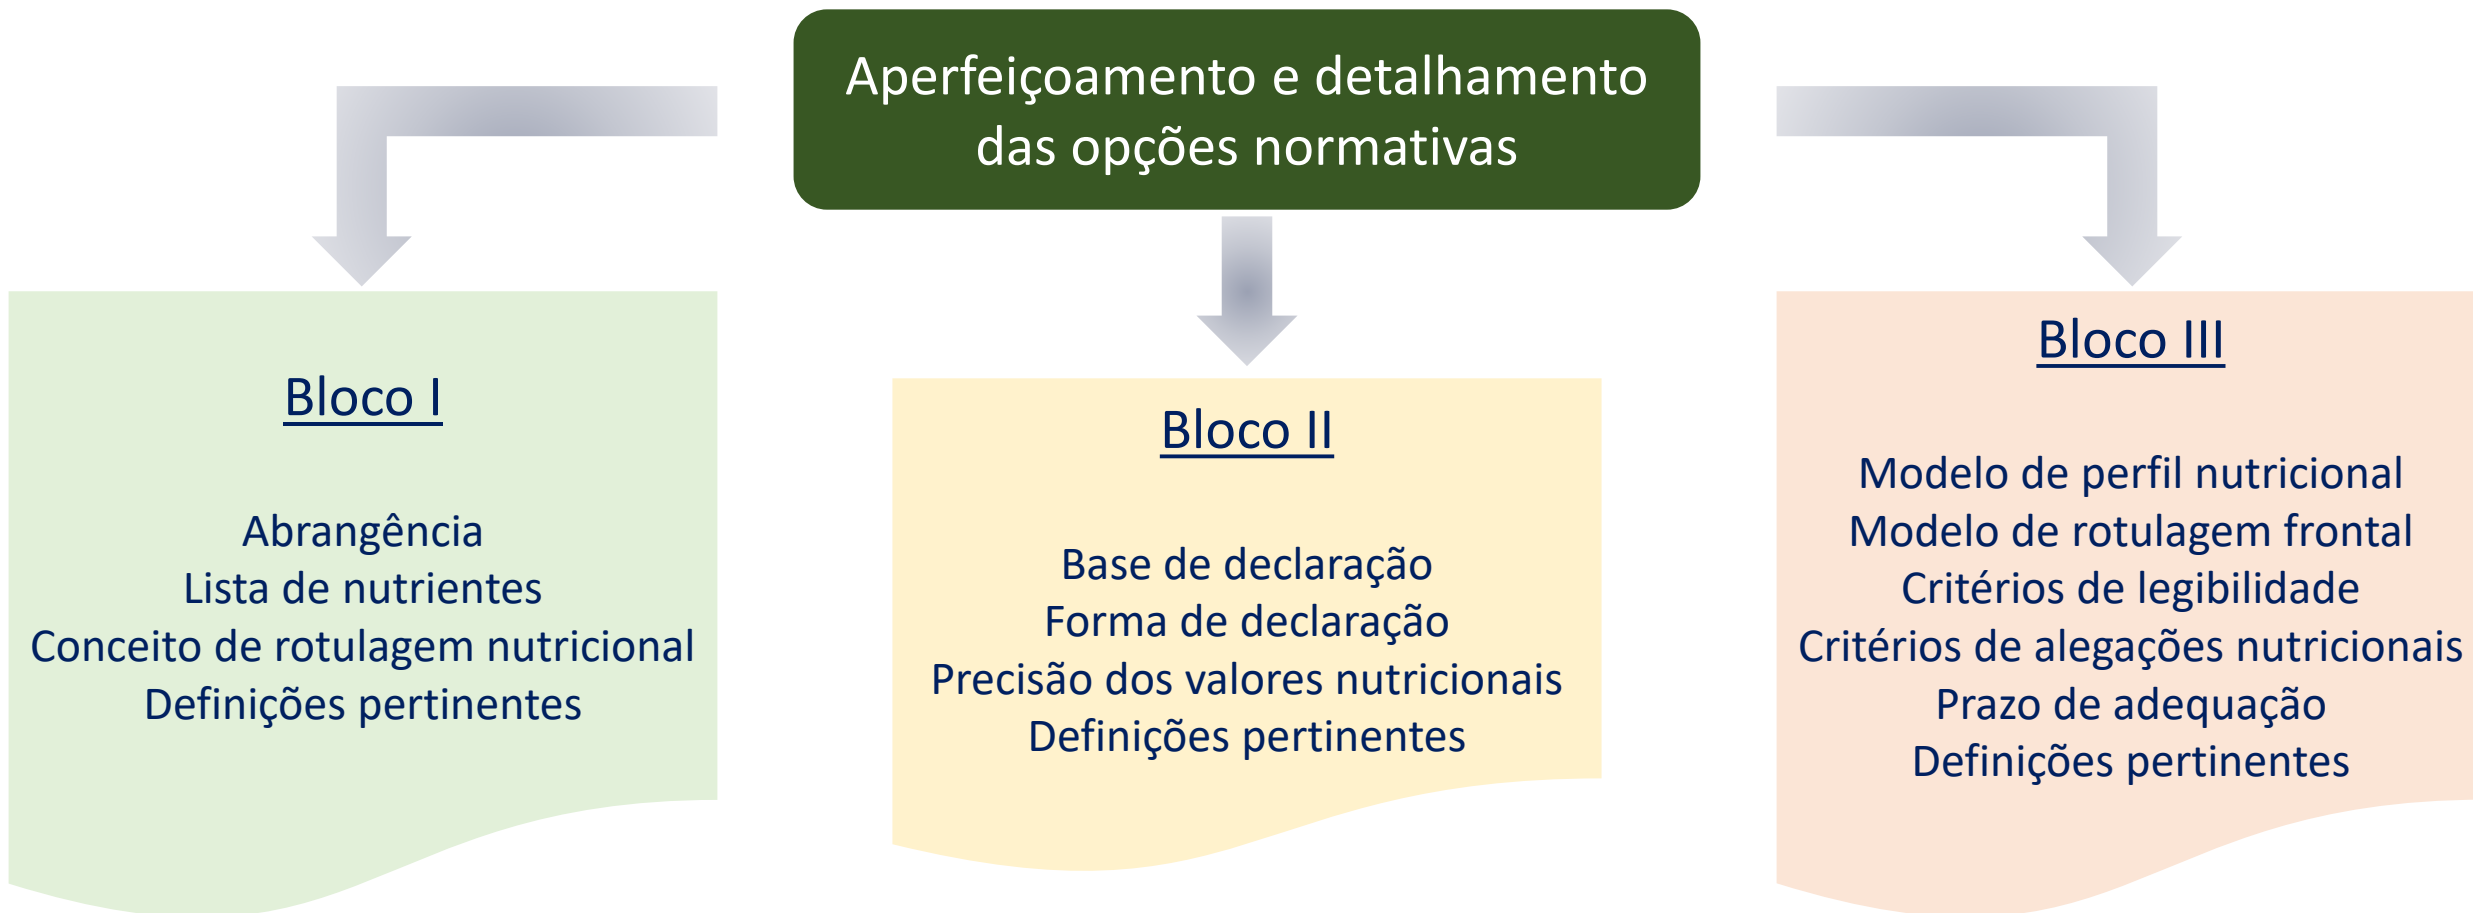 Aperfeiçoamento e detalhamento
das opções normativas
Bloco I
Abrangência
Lista de nutrientes
Conceito de rotulagem nutricional
Definições pertinentes
Bloco II
Base de declaração
Forma de declaração
Precisão dos valores nutricionais
Definições pertinentes
Bloco III
Modelo de perfil nutricional
Modelo de rotulagem frontal
Critérios de legibilidade
Critérios de alegações nutricionais
Prazo de adequação
Definições pertinentes